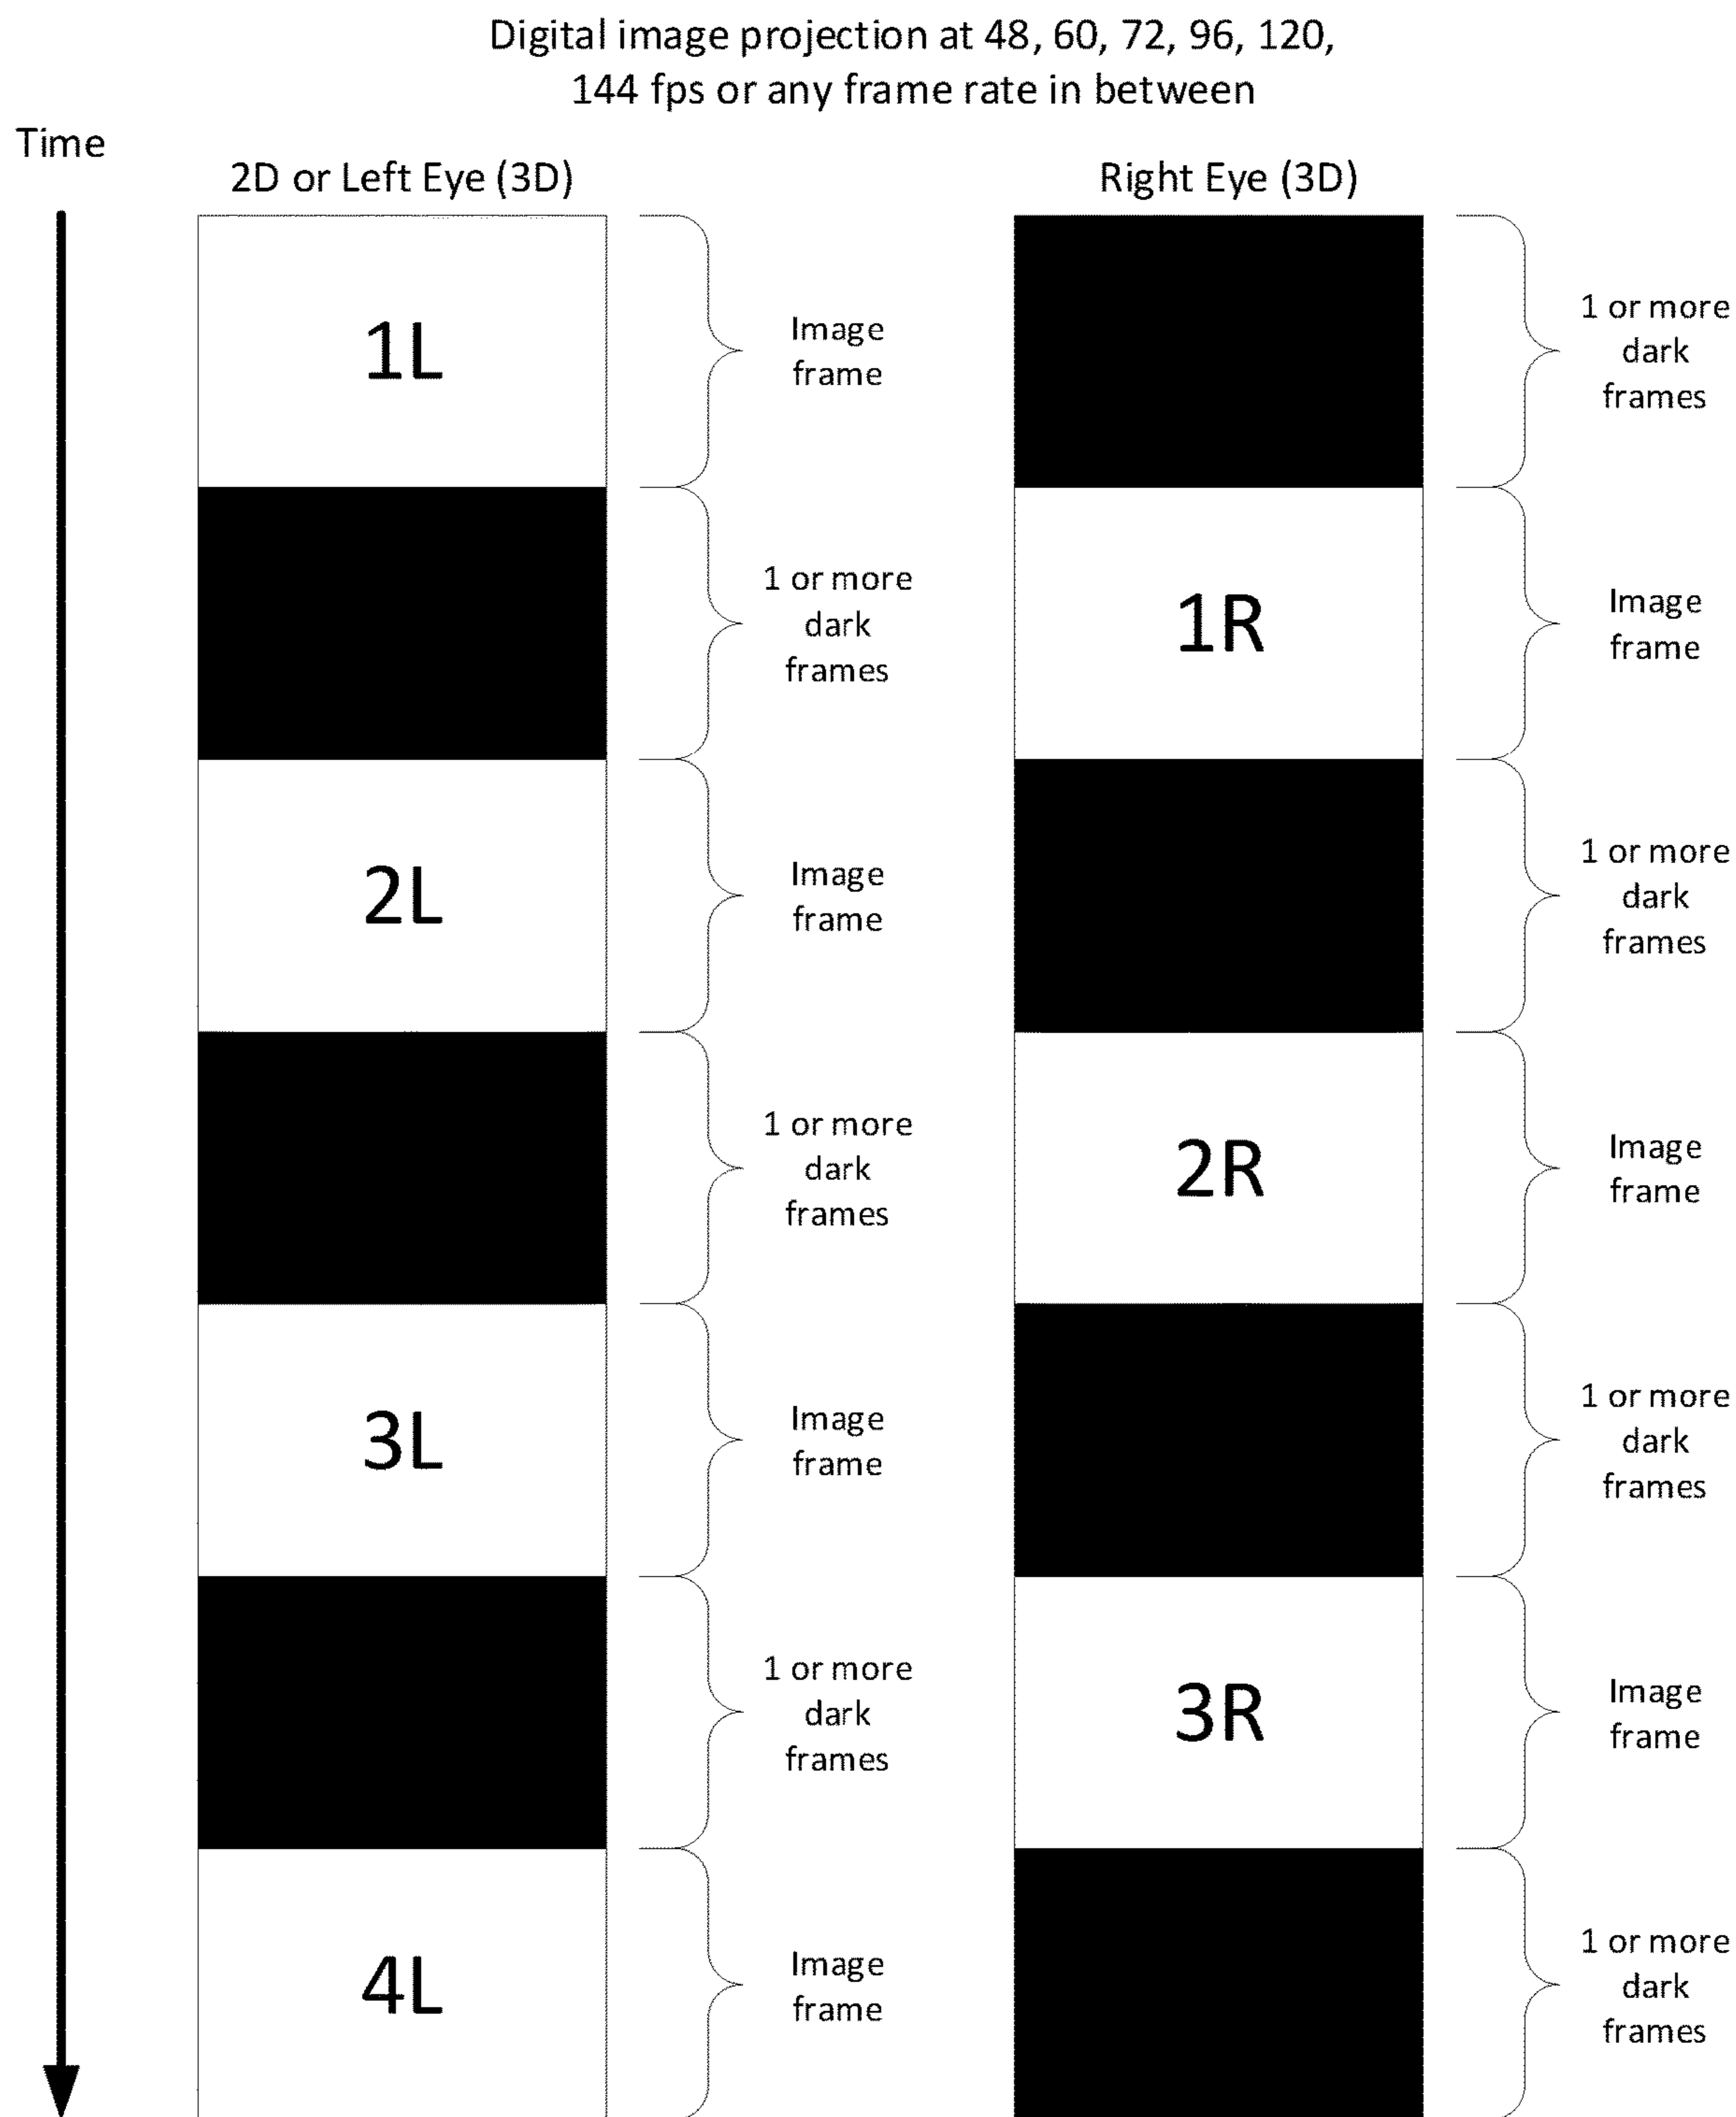 Digital image projection at 48, 60, 72, 96, 120,
144 fps or any frame rate in between
Time
2D or Left Eye (3D)
Right Eye (3D)
1L
Image
frame
1 or more
dark
frames
1 or more
dark
frames
1R
Image
frame
2L
Image
frame
1 or more
dark
frames
1 or more
dark
frames
2R
Image
frame
3L
Image
frame
1 or more
dark
frames
1 or more
dark
frames
3R
Image
frame
4L
Image
frame
1 or more
dark
frames